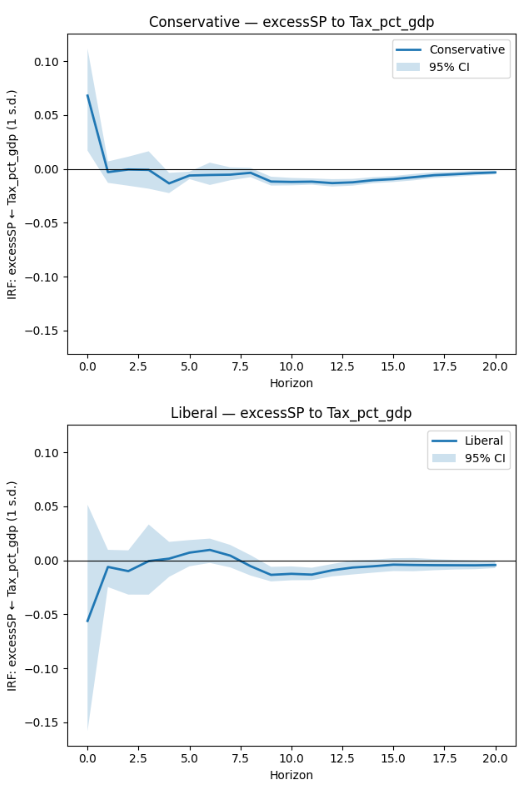 Conservative — excessSP to Tax_pct_gdp
IRF: excessSP ← Tax_pct_gdp (1 s.d.)
0.10
0.05
0.00
−0.05
−0.10
−0.15
Conservative
95% CI
0.0 2.5 5.0 7.5 10.0 12.5 15.0 17.5 20.0
Horizon
Liberal — excessSP to Tax_pct_gdp
IRF: excessSP ← Tax_pct_gdp (1 s.d.)
0.10
0.05
0.00
−0.05
−0.10
−0.15
Liberal
95% CI
0.0 2.5 5.0 7.5 10.0 12.5 15.0 17.5 20.0
Horizon